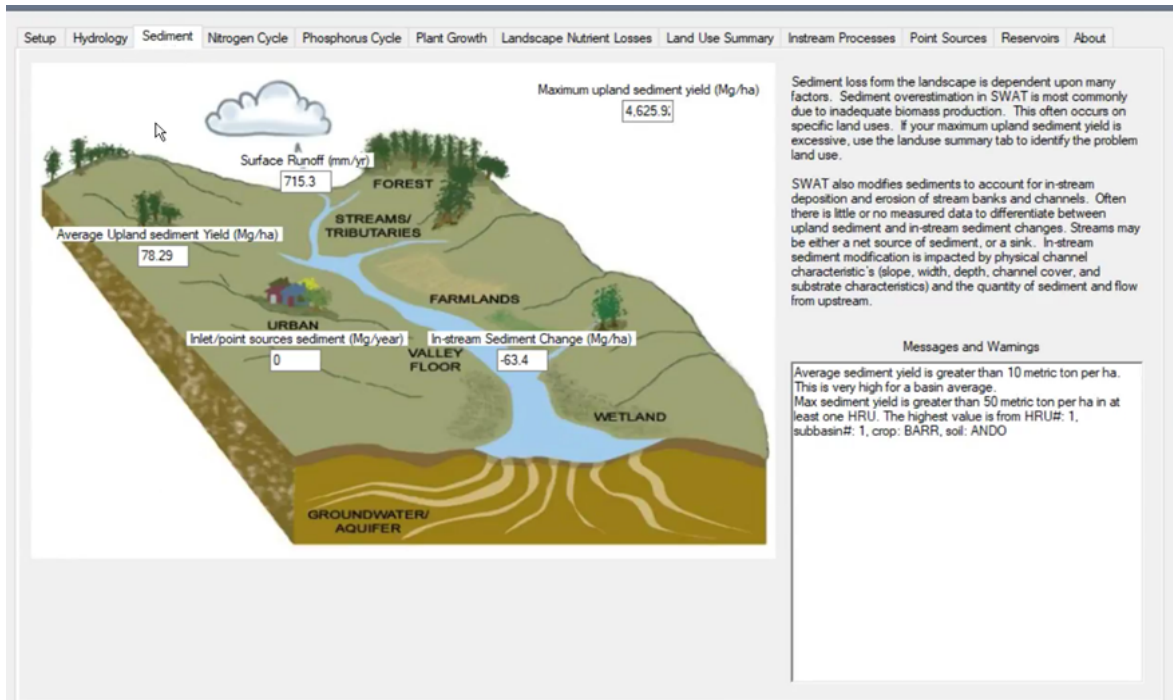 Setup Hydrology Sediment Nitrogen Cycle Phosphorus Cycle Plant Growth Landscape Nutrient Losses Land Use Summary Instream Processes Point Sources Reservoirs About
Maximum upland sediment yield (Mg/ha)
4,625.92
Surface Runoff (mm/yr)
715.3
FOREST
STREAMS/
TRIBUTARIES
Average Upland sediment Yield (Mg/ha)
78.29
FARMLANDS
URBAN
Inlet/point sources sediment (Mg/year)
0
In-stream Sediment Change (Mg/ha)
-63.4
VALLEY
FLOOR
WETLAND
GROUNDWATER/
AQUIFER
Sediment loss form the landscape is dependent upon many
factors. Sediment overestimation in SWAT is most commonly
due to inadequate biomass production. This often occurs on
specific land uses. If your maximum upland sediment yield is
excessive, use the landuse summary tab to identify the problem
land use.
SWAT also modifies sediments to account for in-stream
deposition and erosion of stream banks and channels. Often
there is little or no measured data to differentiate between
upland sediment and in-stream sediment changes. Streams may
be either a net source of sediment, or a sink. In-stream
sediment modification is impacted by physical channel
characteristic's (slope, width, depth, channel cover, and
substrate characteristics) and the quantity of sediment and flow
from upstream.
Messages and Warnings
Average sediment yield is greater than 10 metric ton per ha.
This is very high for a basin average.
Max sediment yield is greater than 50 metric ton per ha in at
least one HRU. The highest value is from HRU#: 1,
subbasin#: 1, crop: BARR, soil: ANDO